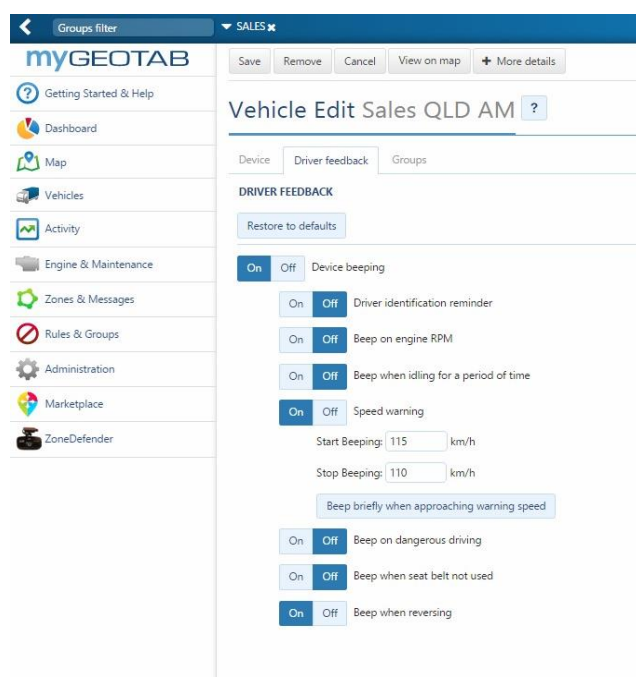 Groups filter
SALES
myGEOTAB
Getting Started & Help
Dashboard
Map
Vehicles
Activity
Engine & Maintenance
Zones & Messages
Rules & Groups
Administration
Marketplace
ZoneDefender
Save Remove Cancel View on map + More details
Vehicle Edit Sales QLD AM ?
Device Driver feedback Groups
DRIVER FEEDBACK
Restore to defaults
On Off Device beeping
On Off Driver identification reminder
On Off Beep on engine RPM
On Off Beep when idling for a period of time
On Off Speed warning
Start Beeping: 115 km/h
Stop Beeping: 110 km/h
Beep briefly when approaching warning speed
On Off Beep on dangerous driving
On Off Beep when seat belt not used
On Off Beep when reversing